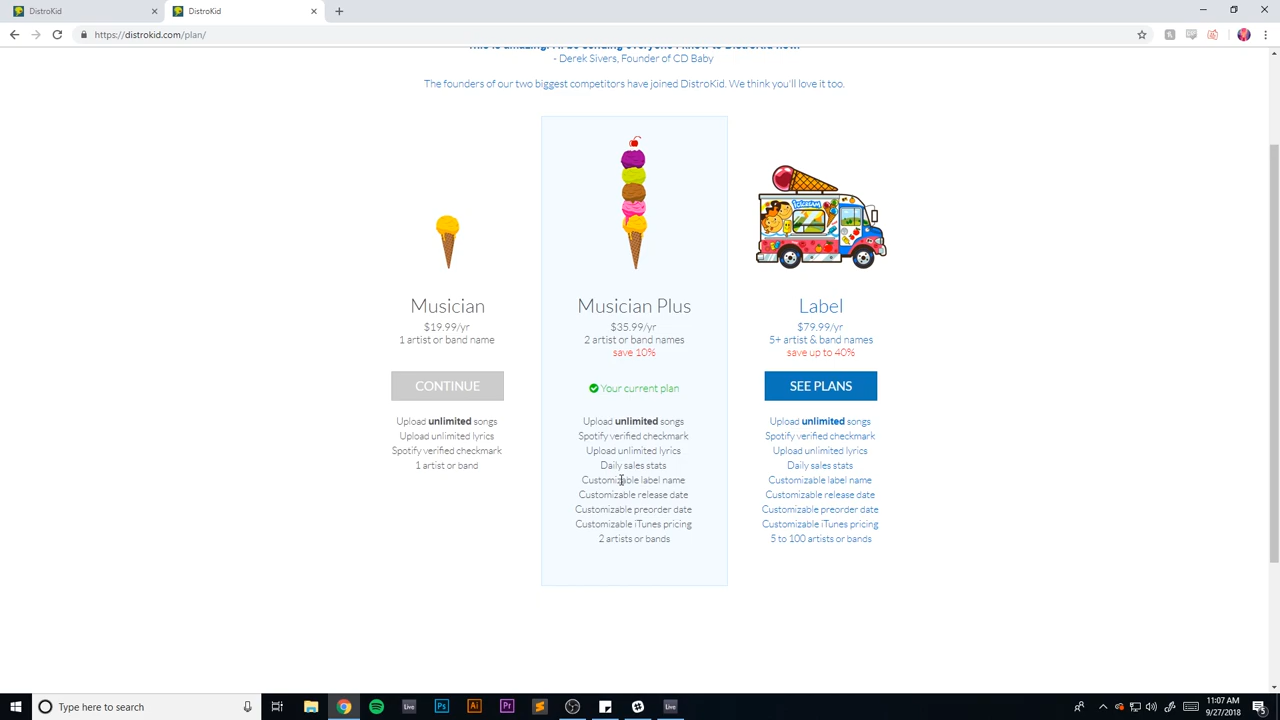 DistroKid
DistroKid
https://distrokid.com/plan/
- Derek Sivers, Founder of CD Baby
The founders of our two biggest competitors have joined DistroKid. We think you'll love it too.
Musician
$19.99/yr
1 artist or band name
CONTINUE
Upload unlimited songs
Upload unlimited lyrics
Spotify verified checkmark
1 artist or band
Musician Plus
$35.99/yr
2 artist or band names
save 10%
Your current plan
Upload unlimited songs
Spotify verified checkmark
Upload unlimited lyrics
Daily sales stats
Customizable label name
Customizable release date
Customizable preorder date
Customizable iTunes pricing
2 artists or bands
Label
$79.99/yr
5+ artist & band names
save up to 40%
SEE PLANS
Upload unlimited songs
Spotify verified checkmark
Upload unlimited lyrics
Daily sales stats
Customizable label name
Customizable release date
Customizable preorder date
Customizable iTunes pricing
5 to 100 artists or bands
Type here to search
Live
Ps
Ai
Pr
Live
11:07 AM
9/27/2018